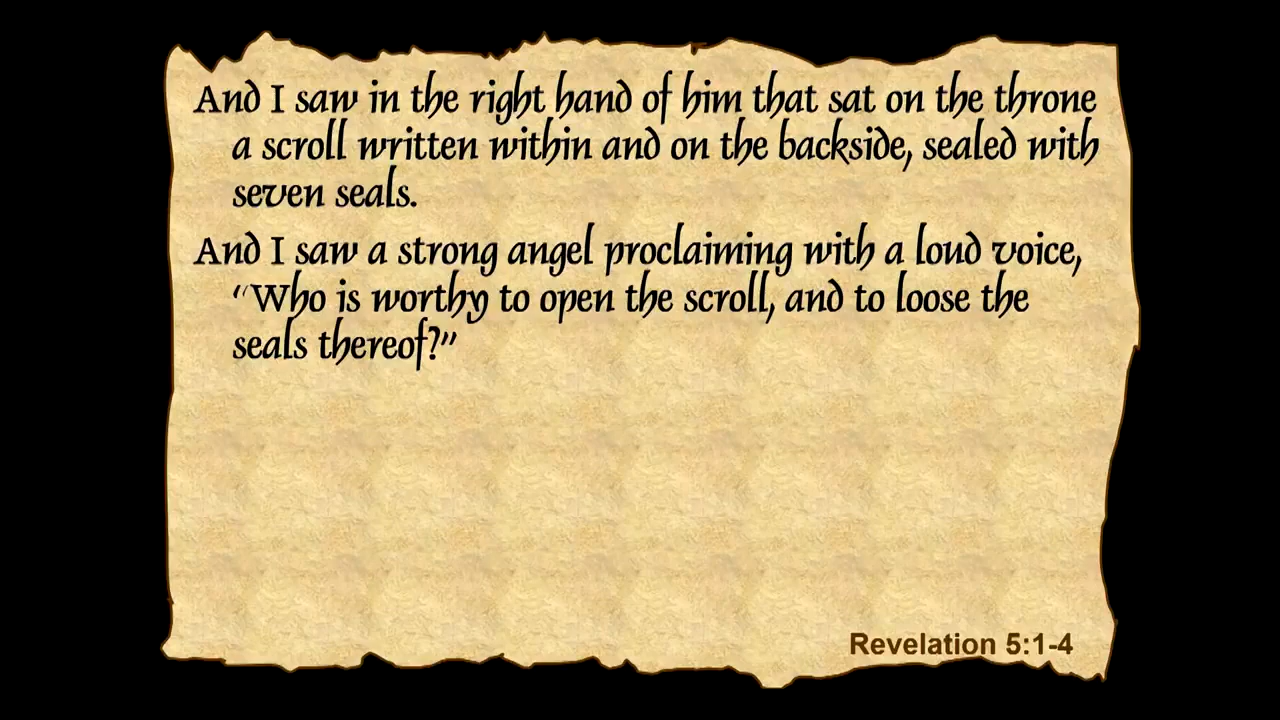 And I saw in the right hand of him that sat on the throne
a scroll written within and on the backside, sealed with
seven seals.
And I saw a strong angel proclaiming with a loud voice,
“Who is worthy to open the scroll, and to loose the
seals thereof?”
Revelation 5:1-4